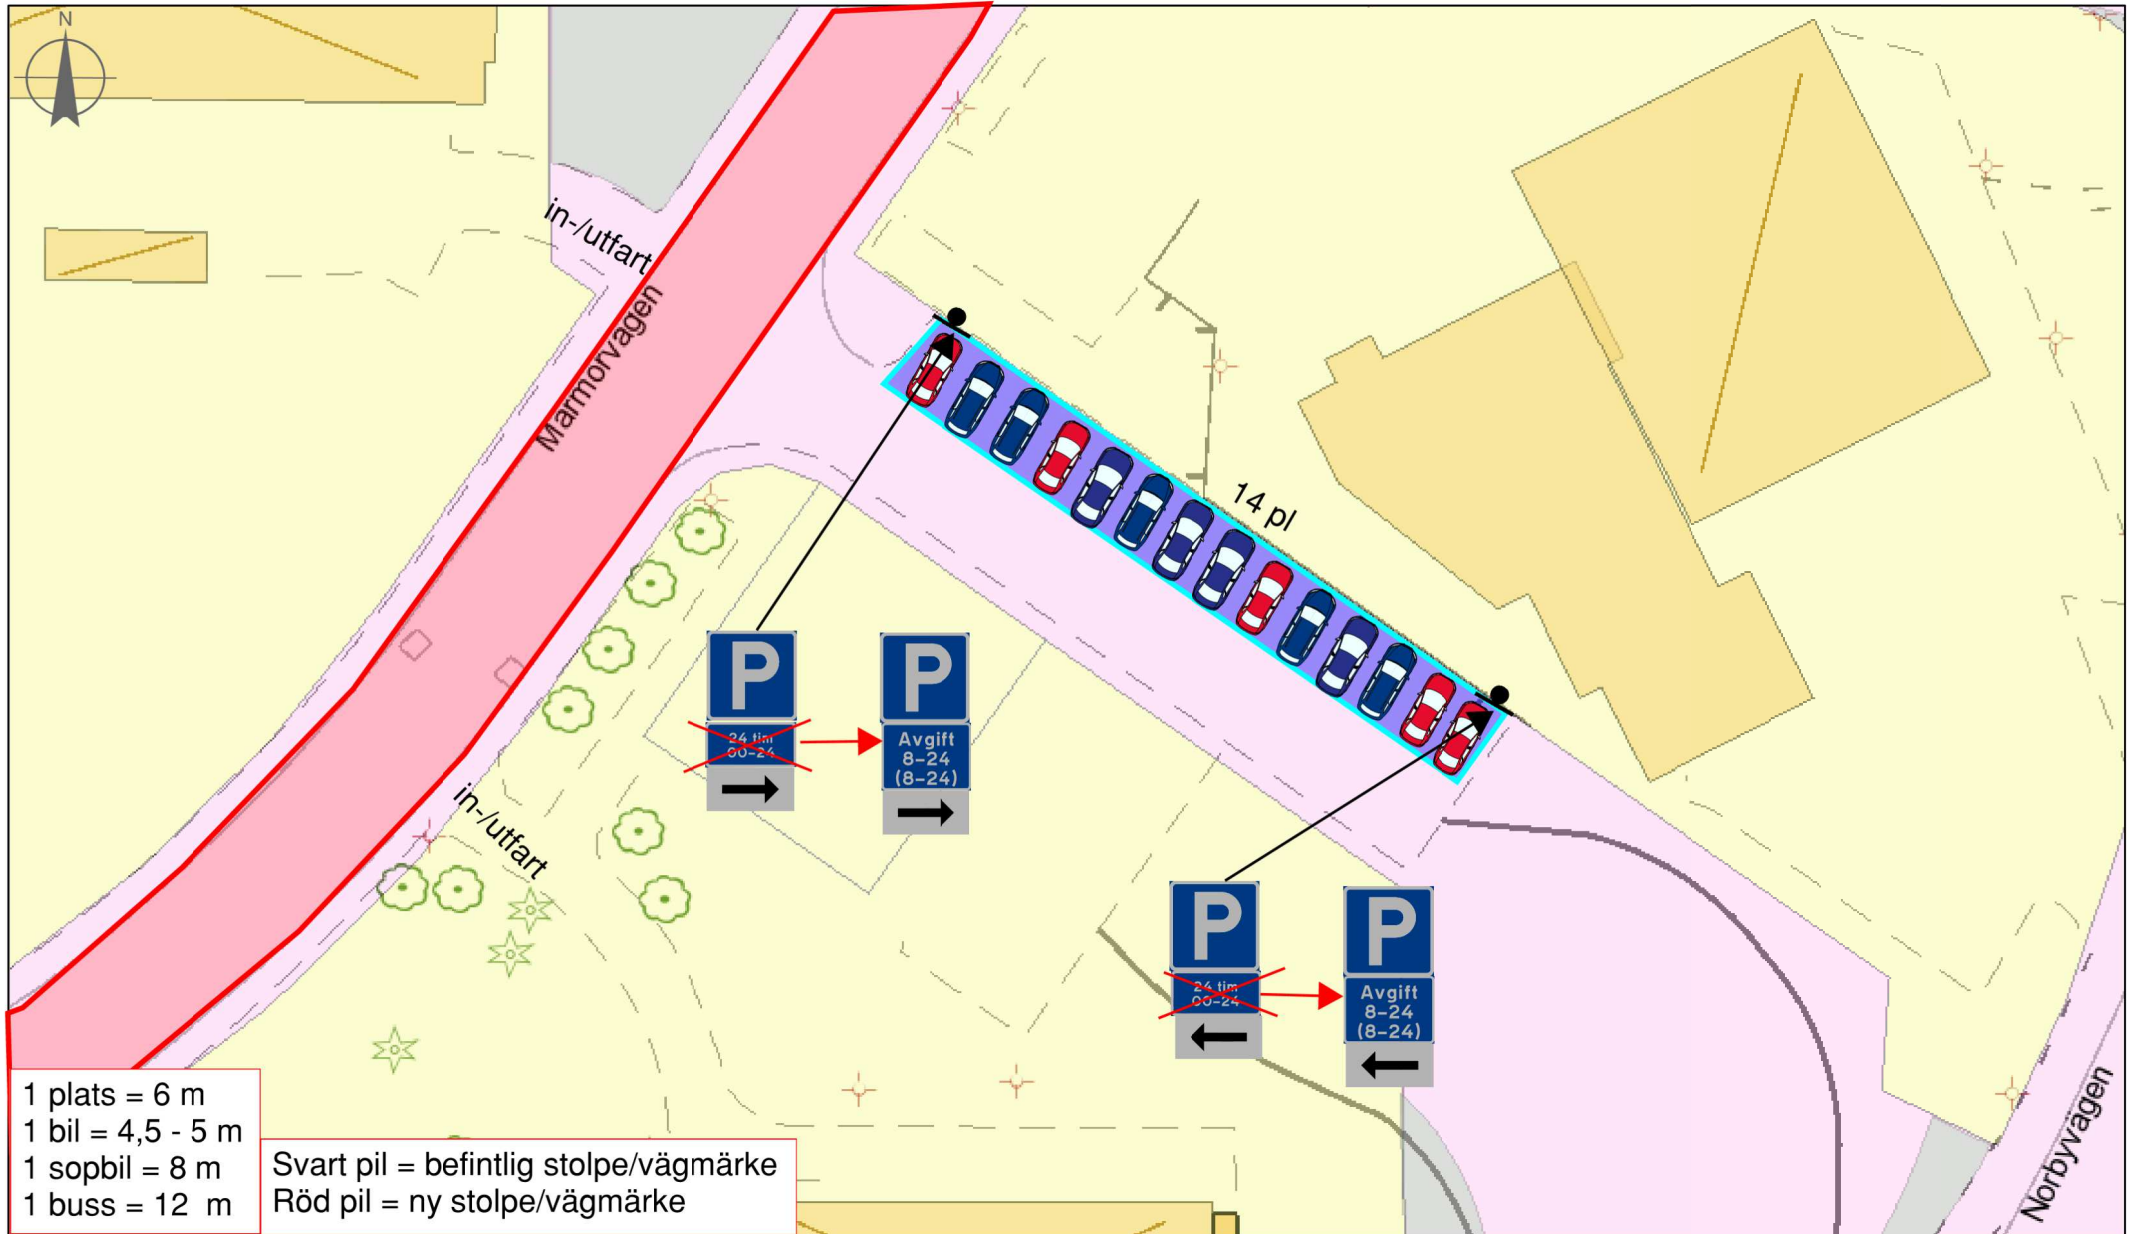 N
in-/utfart
Marmorvägen
14 pl
P
24 tim
00-24
P
Avgift
8-24
(8-24)
in-/utfart
P
24 tim
00-24
P
Avgift
8-24
(8-24)
1 plats = 6 m
1 bil = 4,5 - 5 m
1 sopbil = 8 m
1 buss = 12  m
Svart pil = befintlig stolpe/vägmärke
Röd pil = ny stolpe/vägmärke
Norbyvägen